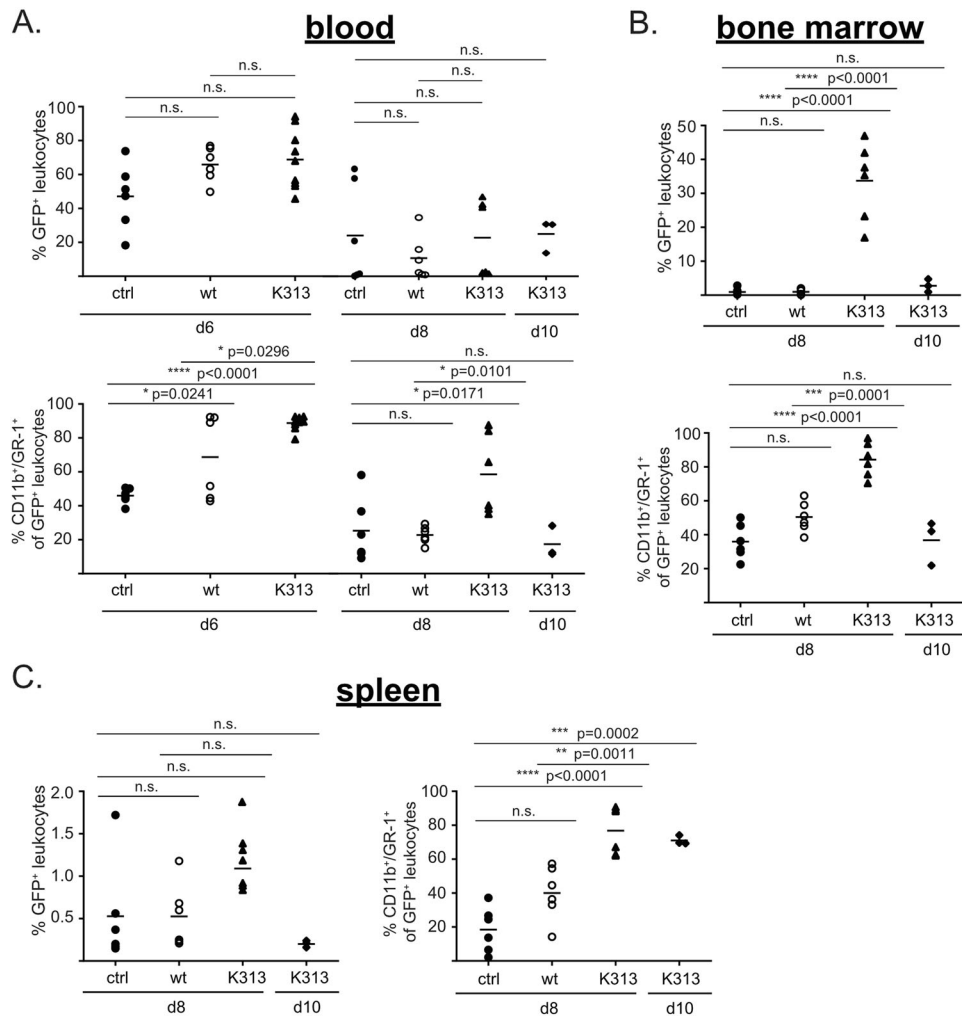 A.
blood
n.s.
n.s.
n.s.
% GFP⁺ leukocytes
100
80
60
40
20
ctrl wt K313
d6
n.s.
n.s.
n.s.
n.s.
ctrl wt K313 K313
d8 d10
* p=0.0296
**** p<0.0001
* p=0.0241
% CD11b⁺/GR-1⁺
of GFP⁺ leukocytes
100
80
60
40
20
ctrl wt K313
d6
n.s.
* p=0.0101
* p=0.0171
n.s.
ctrl wt K313 K313
d8 d10
B.
bone marrow
n.s.
**** p<0.0001
**** p<0.0001
n.s.
% GFP⁺ leukocytes
50
40
30
20
10
ctrl wt K313 K313
d8 d10
n.s.
*** p=0.0001
**** p<0.0001
n.s.
% CD11b⁺/GR-1⁺
of GFP⁺ leukocytes
100
80
60
40
20
ctrl wt K313 K313
d8 d10
C.
spleen
n.s.
n.s.
n.s.
n.s.
% GFP⁺ leukocytes
2.0
1.5
1.0
0.5
ctrl wt K313 K313
d8 d10
*** p=0.0002
** p=0.0011
**** p<0.0001
n.s.
% CD11b⁺/GR-1⁺
of GFP⁺ leukocytes
100
80
60
40
20
ctrl wt K313 K313
d8 d10